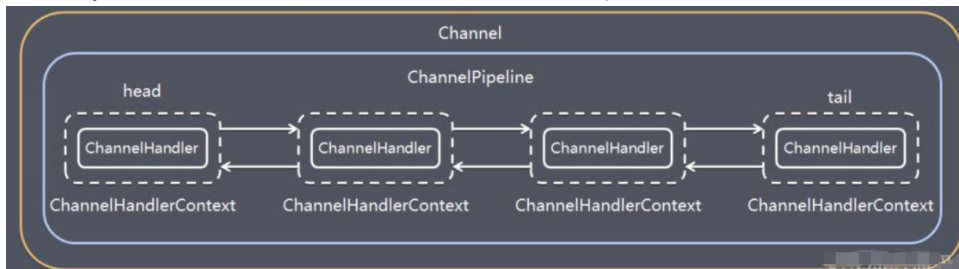 Channel
ChannelPipeline
head
tail
ChannelHandler ChannelHandler ChannelHandler ChannelHandler
ChannelHandlerContext ChannelHandlerContext ChannelHandlerContext ChannelHandlerContext